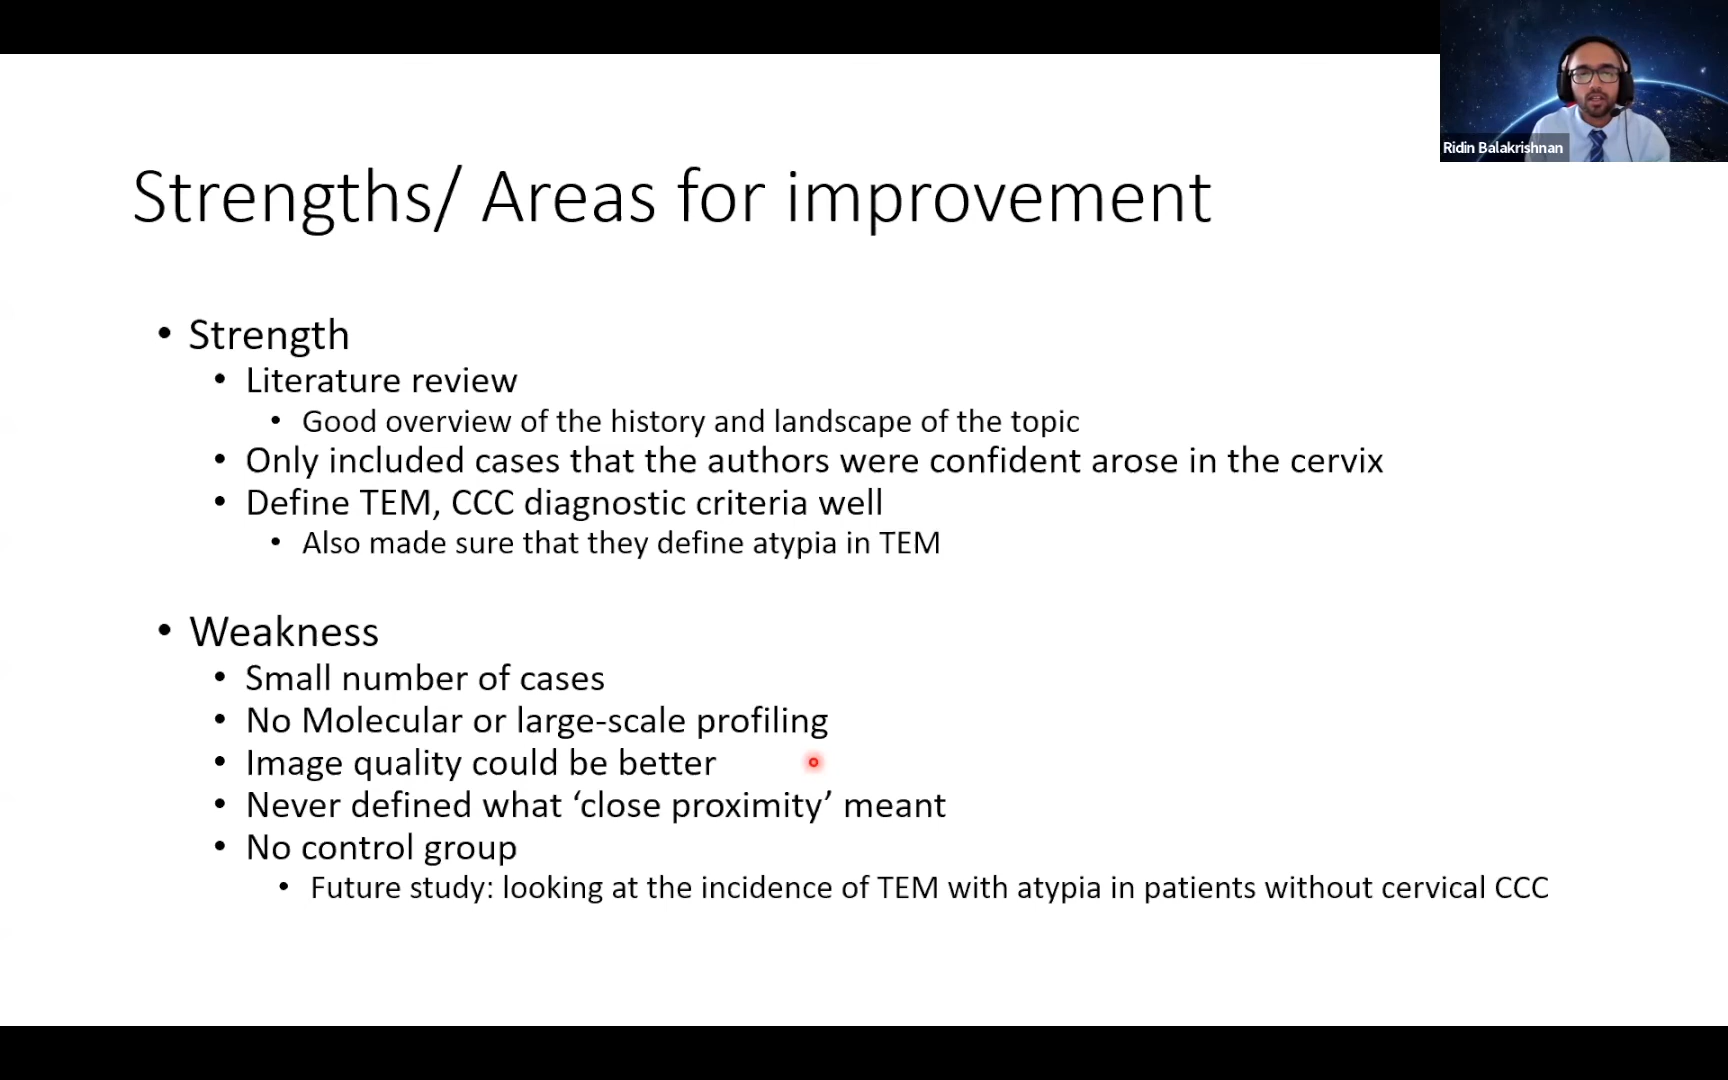 Ridin Balakrishnan
Strengths/ Areas for improvement
• Strength
• Literature review
• Good overview of the history and landscape of the topic
• Only included cases that the authors were confident arose in the cervix
• Define TEM, CCC diagnostic criteria well
• Also made sure that they define atypia in TEM
• Weakness
• Small number of cases
• No Molecular or large-scale profiling
• Image quality could be better
• Never defined what ‘close proximity’ meant
• No control group
• Future study: looking at the incidence of TEM with atypia in patients without cervical CCC